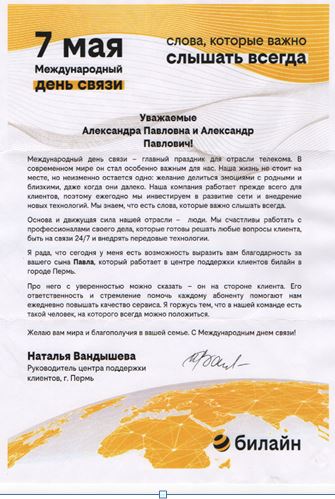 7 мая
Международный
день связи
слова, которые важно
слышать всегда
Уважаемые
Александра Павловна и Александр
Павлович!
Международный день связи – главный праздник для отрасли телекома. В
современном мире он стал особенно важным для нас. Наша жизнь не стоит на
месте, но неизменно остается одно: желание делиться эмоциями с родными и
близкими, даже когда они далеко. Наша компания работает прежде всего для
клиентов, поэтому ежегодно мы инвестируем в развитие сети и внедрение
новых технологий. Мы знаем, что есть слова, которые важно слышать всегда.
Основа и движущая сила нашей отрасли – люди. Мы счастливы работать с
профессионалами своего дела, которые готовы решать любые вопросы клиента,
быть на связи 24/7 и внедрять передовые технологии.
Я рада, что сегодня у меня есть возможность выразить вам благодарность за
вашего сына Павла, который работает в центре поддержки клиентов билайн в
городе Пермь.
Про него с уверенностью можно сказать – он на стороне клиента. Его
ответственность и стремление помочь каждому абоненту помогают нам
ежедневно повышать качество сервиса. Я горжусь тем, что в нашей команде есть
такой человек, на которого всегда можно положиться.
Желаю вам мира и благополучия в вашей семье. С Международным днем связи!
Наталья Вандышева
Руководитель центра поддержки
клиентов, г. Пермь
билайн